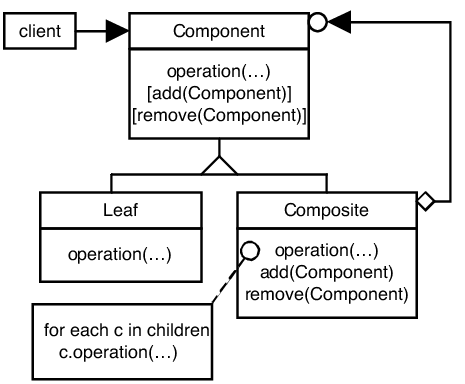 client
Component
operation(…)
[add(Component)]
[remove(Component)]
Leaf
operation(…)
Composite
operation(…)
add(Component)
remove(Component)
for each c in children
c.operation(…)